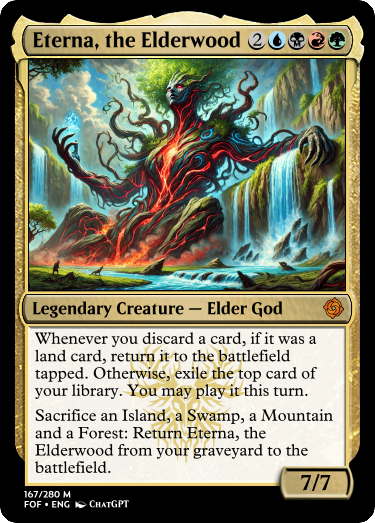 Eterna, the Elderwood 2
Legendary Creature — Elder God
Whenever you discard a card, if it was a
land card, return it to the battlefield
tapped. Otherwise, exile the top card of
your library. You may play it this turn.
Sacrifice an Island, a Swamp, a Mountain
and a Forest: Return Eterna, the
Elderwood from your graveyard to the
battlefield.
7/7
167/280 M
FOF • ENG ChatGPT